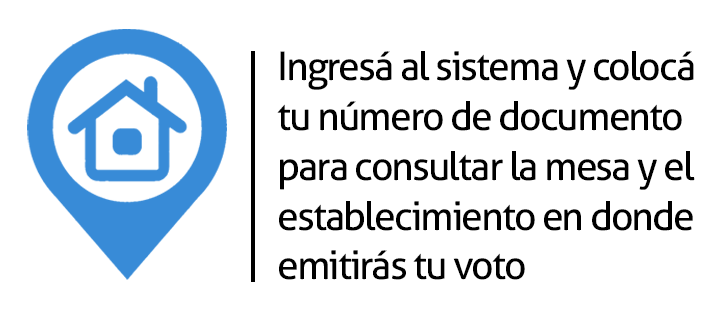 Ingresá al sistema y colocá
tu número de documento
para consultar la mesa y el
establecimiento en donde
emitirás tu voto